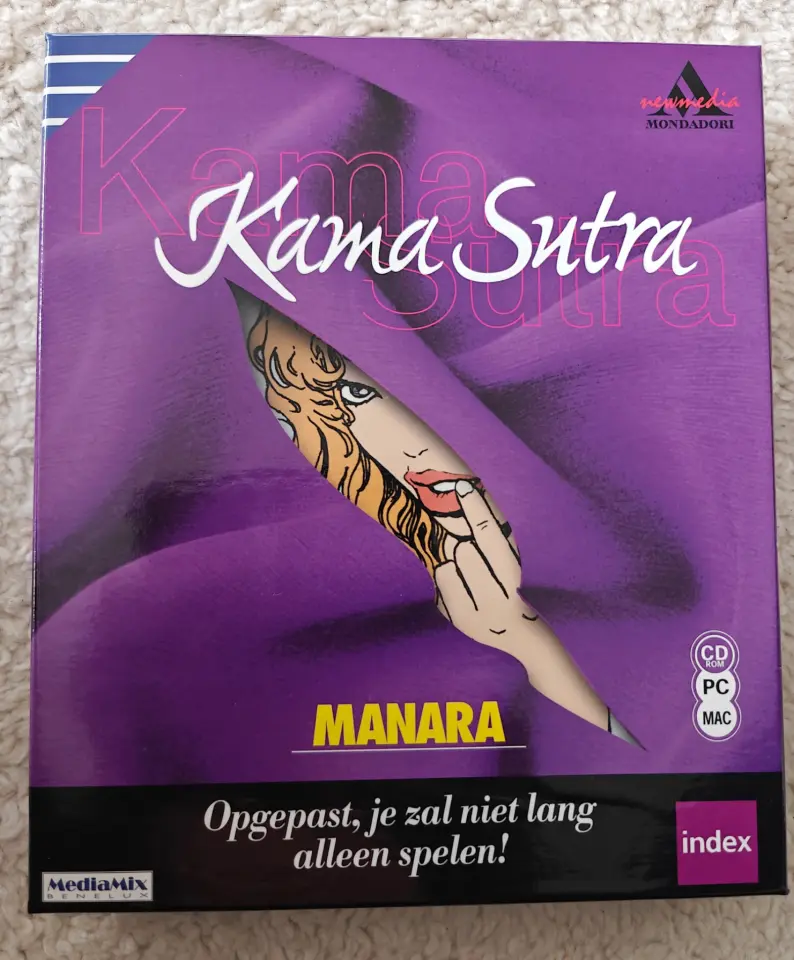 newmedia
MONDADORI
Kama
Sutra
Kama Sutra
CD
ROM
PC
MAC
MANARA
Opgepast, je zal niet lang
alleen spelen!
index
MediaMix
BENELUX